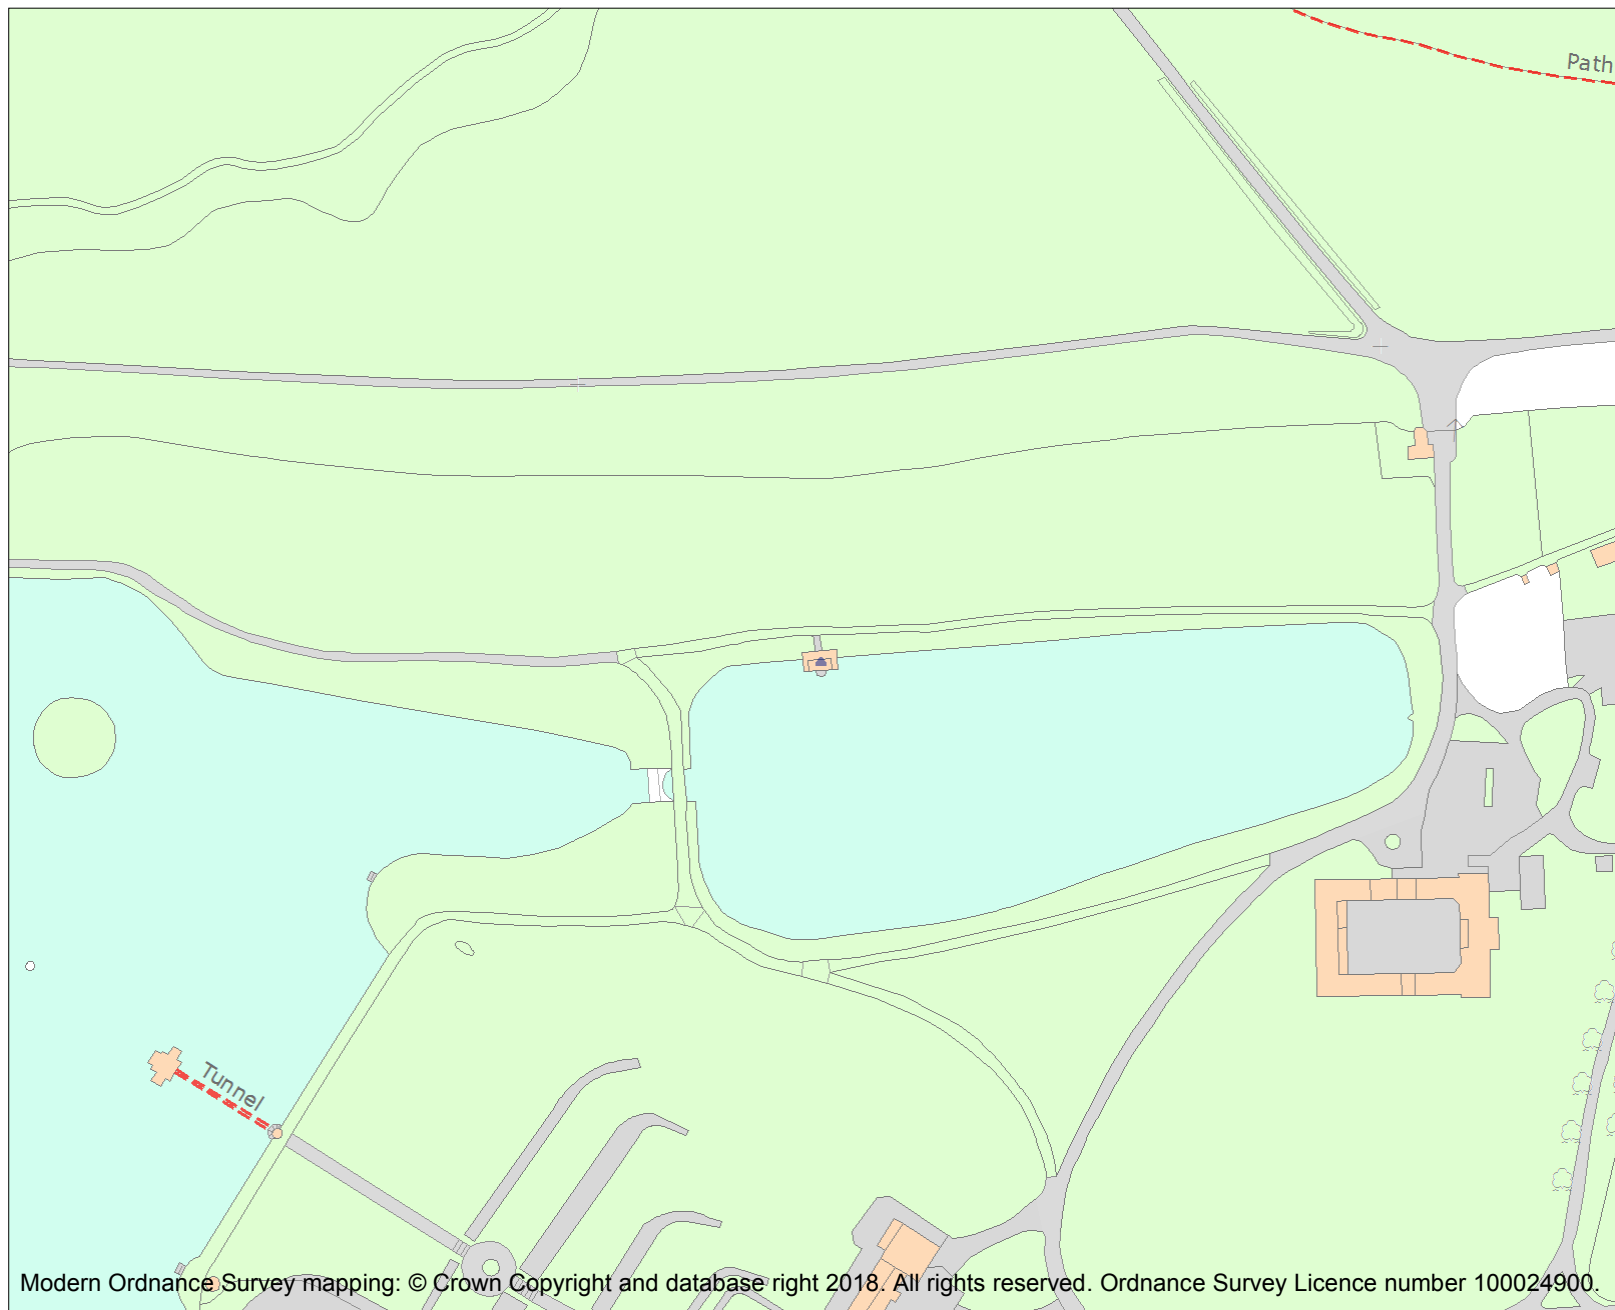 Path
Tunnel
Modern Ordnance Survey mapping: © Crown Copyright and database right 2018. All rights reserved. Ordnance Survey Licence number 100024900.